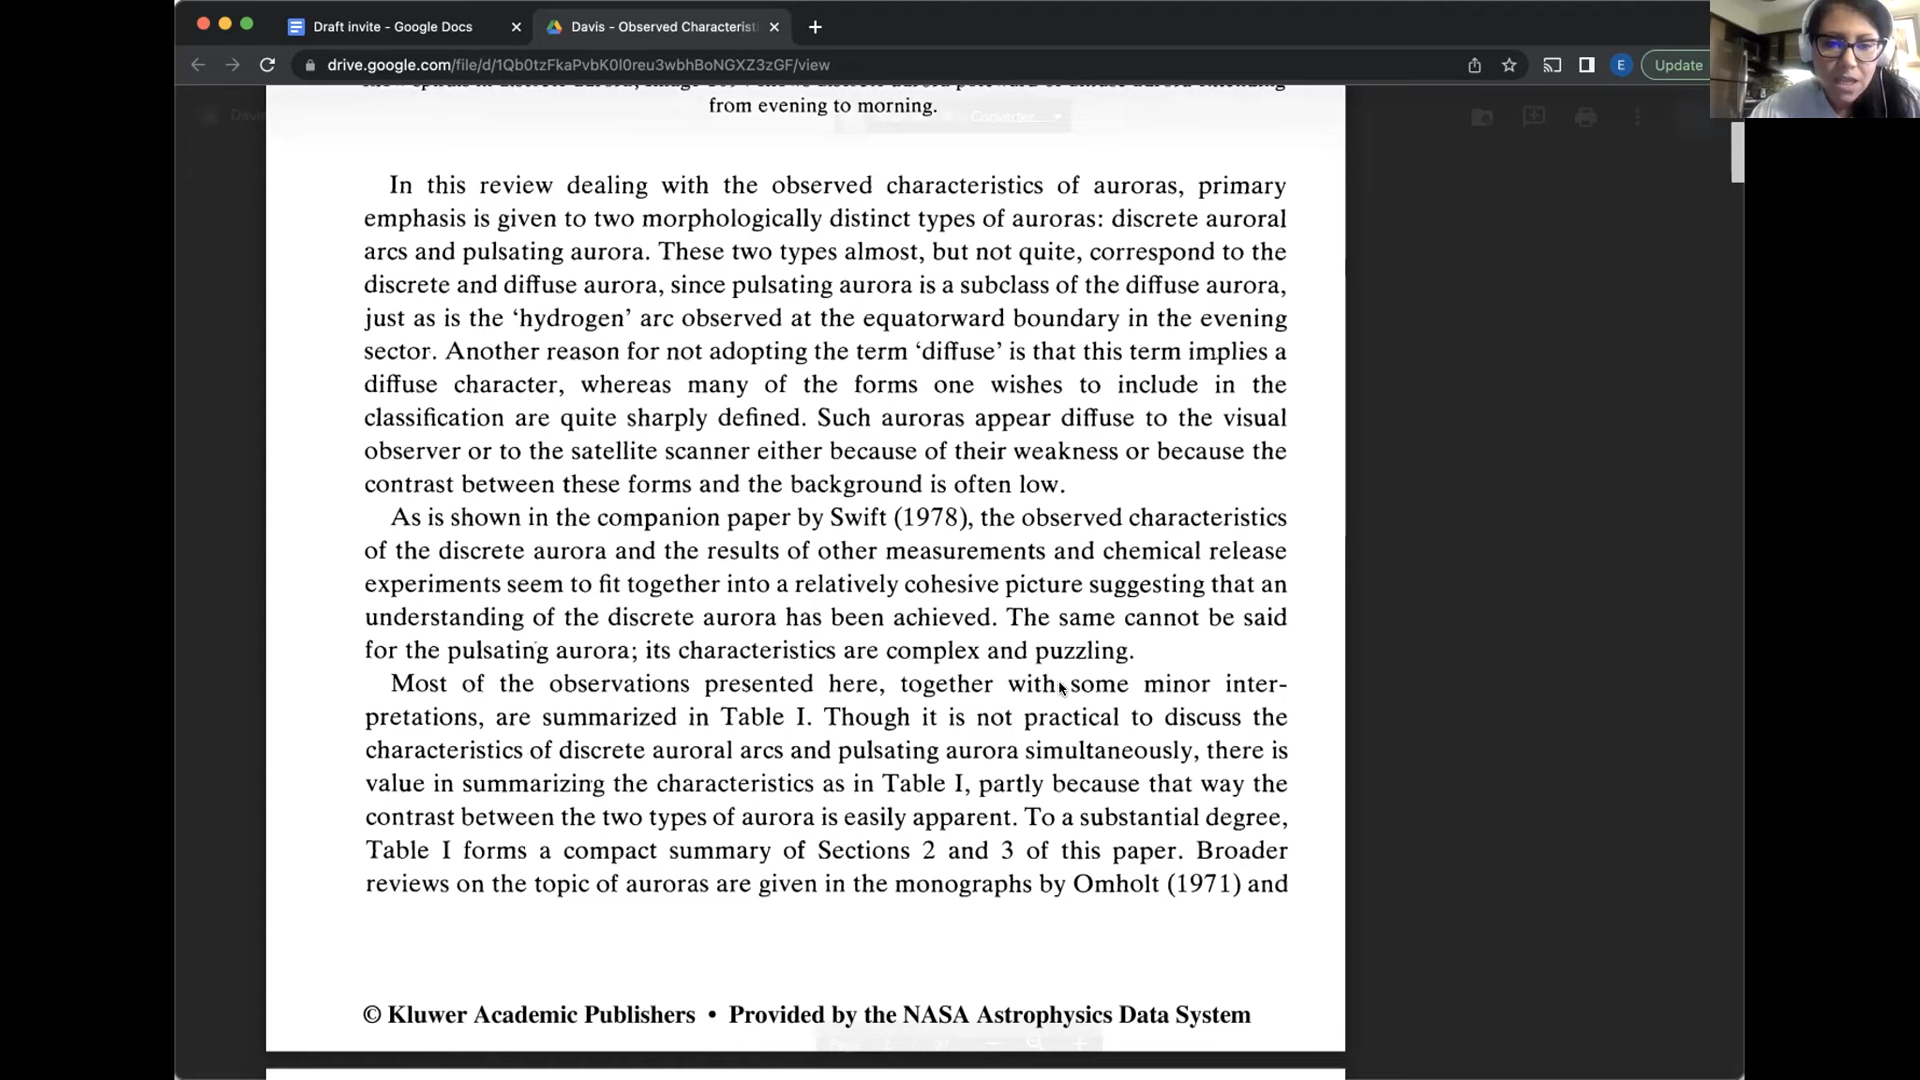 Draft invite - Google Docs
Davis - Observed Characterist
drive.google.com/file/d/1Qb0tzFkaPvbK0l0reu3wbhBoNGXZ3zGF/view
E
Update
from evening to morning.
In this review dealing with the observed characteristics of auroras, primary
emphasis is given to two morphologically distinct types of auroras: discrete auroral
arcs and pulsating aurora. These two types almost, but not quite, correspond to the
discrete and diffuse aurora, since pulsating aurora is a subclass of the diffuse aurora,
just as is the ‘hydrogen’ arc observed at the equatorward boundary in the evening
sector. Another reason for not adopting the term ‘diffuse’ is that this term implies a
diffuse character, whereas many of the forms one wishes to include in the
classification are quite sharply defined. Such auroras appear diffuse to the visual
observer or to the satellite scanner either because of their weakness or because the
contrast between these forms and the background is often low.
As is shown in the companion paper by Swift (1978), the observed characteristics
of the discrete aurora and the results of other measurements and chemical release
experiments seem to fit together into a relatively cohesive picture suggesting that an
understanding of the discrete aurora has been achieved. The same cannot be said
for the pulsating aurora; its characteristics are complex and puzzling.
Most of the observations presented here, together with some minor inter-
pretations, are summarized in Table I. Though it is not practical to discuss the
characteristics of discrete auroral arcs and pulsating aurora simultaneously, there is
value in summarizing the characteristics as in Table I, partly because that way the
contrast between the two types of aurora is easily apparent. To a substantial degree,
Table I forms a compact summary of Sections 2 and 3 of this paper. Broader
reviews on the topic of auroras are given in the monographs by Omholt (1971) and
© Kluwer Academic Publishers • Provided by the NASA Astrophysics Data System